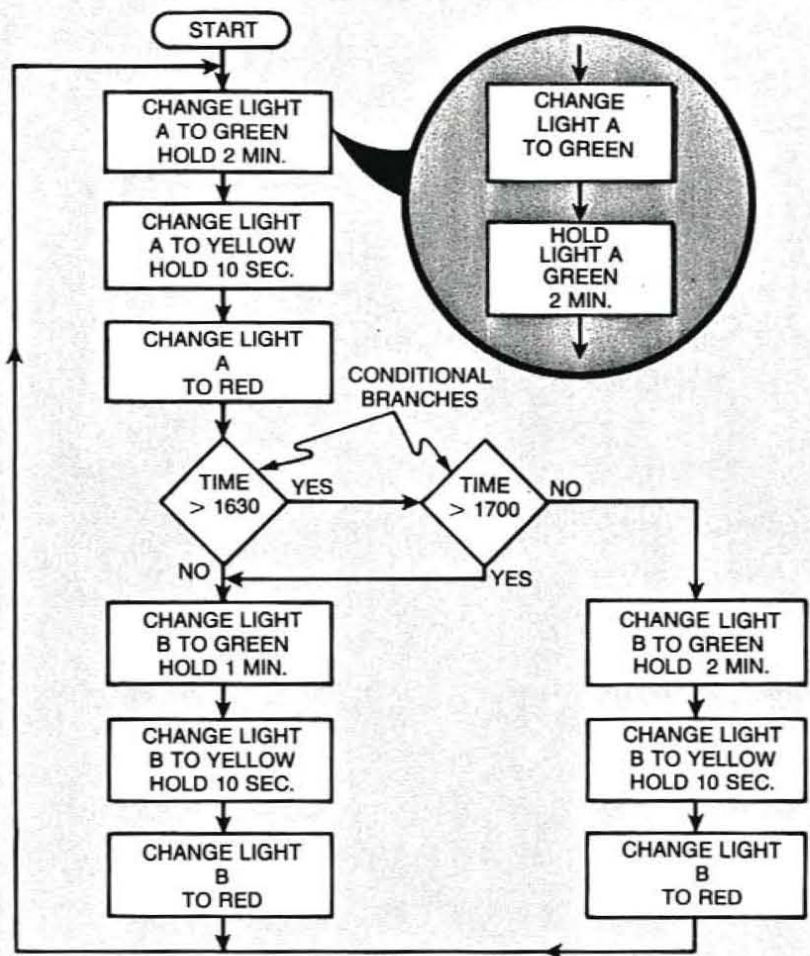 START
CHANGE LIGHT
A TO GREEN
HOLD 2 MIN.
CHANGE
LIGHT A
TO GREEN
HOLD
LIGHT A
GREEN
2 MIN.
CHANGE LIGHT
A TO YELLOW
HOLD 10 SEC.
CHANGE LIGHT
A
TO RED
CONDITIONAL
BRANCHES
TIME
> 1630
YES
NO
TIME
> 1700
NO
YES
CHANGE LIGHT
B TO GREEN
HOLD 1 MIN.
CHANGE LIGHT
B TO YELLOW
HOLD 10 SEC.
CHANGE LIGHT
B
TO RED
CHANGE LIGHT
B TO GREEN
HOLD 2 MIN.
CHANGE LIGHT
B TO YELLOW
HOLD 10 SEC.
CHANGE LIGHT
B
TO RED